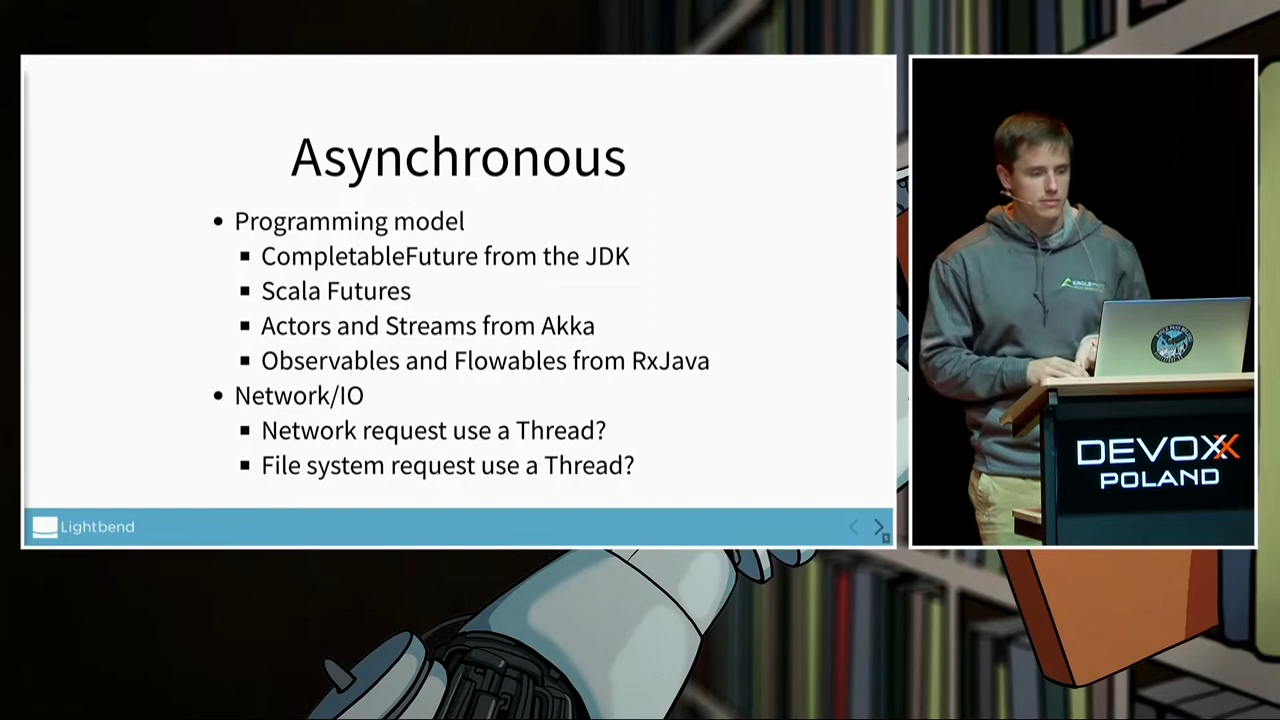 Asynchronous
• Programming model
▪ CompletableFuture from the JDK
▪ Scala Futures
▪ Actors and Streams from Akka
▪ Observables and Flowables from RxJava
• Network/IO
▪ Network request use a Thread?
▪ File system request use a Thread?
Lightbend
DEVOXX
POLAND